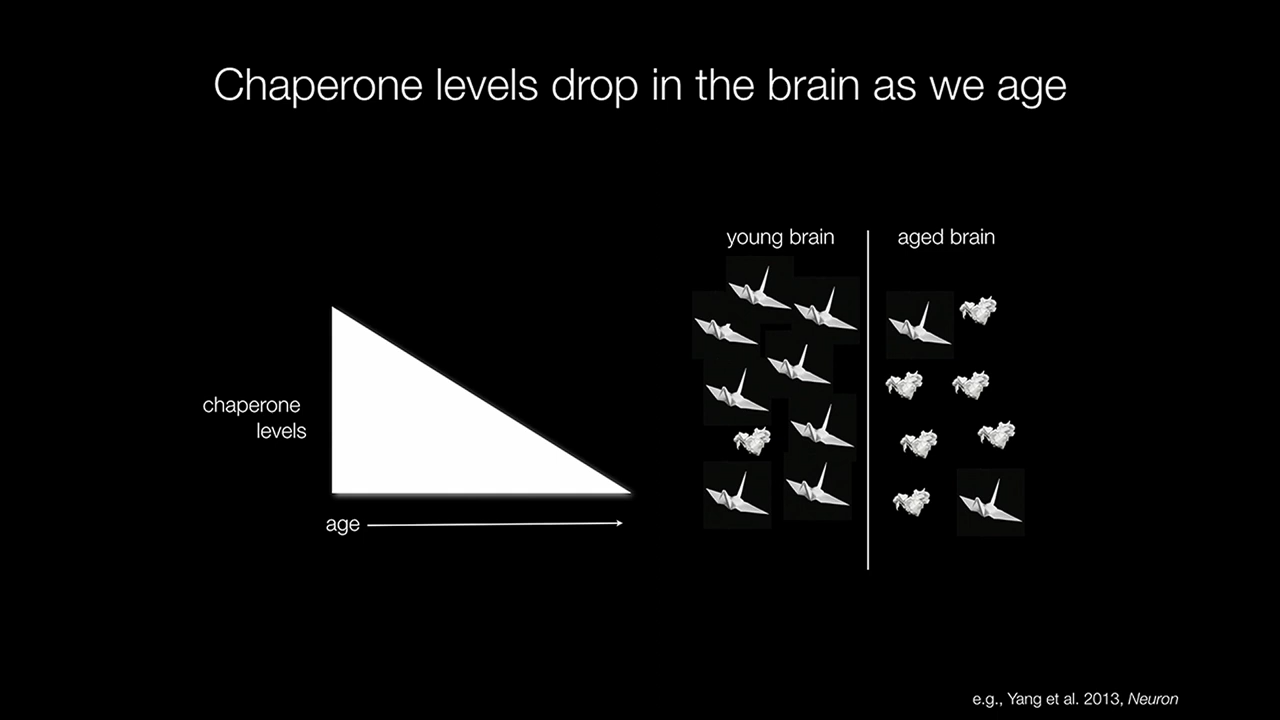 Chaperone levels drop in the brain as we age
young brain
aged brain
chaperone
levels
age
e.g., Yang et al. 2013, Neuron